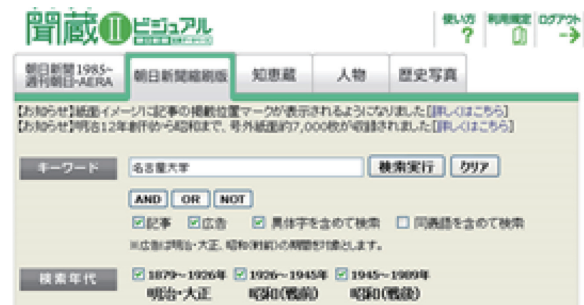 聞蔵Ⅱビジュアル
使い方 利用規定 ログアウト
朝日新聞1985~ 週刊朝日・AERA
朝日新聞縮刷版 知恵蔵 人物 歴史写真
【お知らせ】紙面イメージに記事の掲載位置マークが表示されるようになりました[詳しくはこちら]
【お知らせ】明治12年創刊から昭和まで、号外紙面約7,000枚が収録されました[詳しくはこちら]
キーワード 名古屋大学 検索実行 クリア
AND OR NOT
記事 広告 異体字を含めて検索 同義語を含めて検索
※広告は明治・大正、昭和(戦前)の期間を対象とします。
検索年代 1879~1926年 1926~1945年 1945~1989年
明治・大正 昭和(戦前) 昭和(戦後)